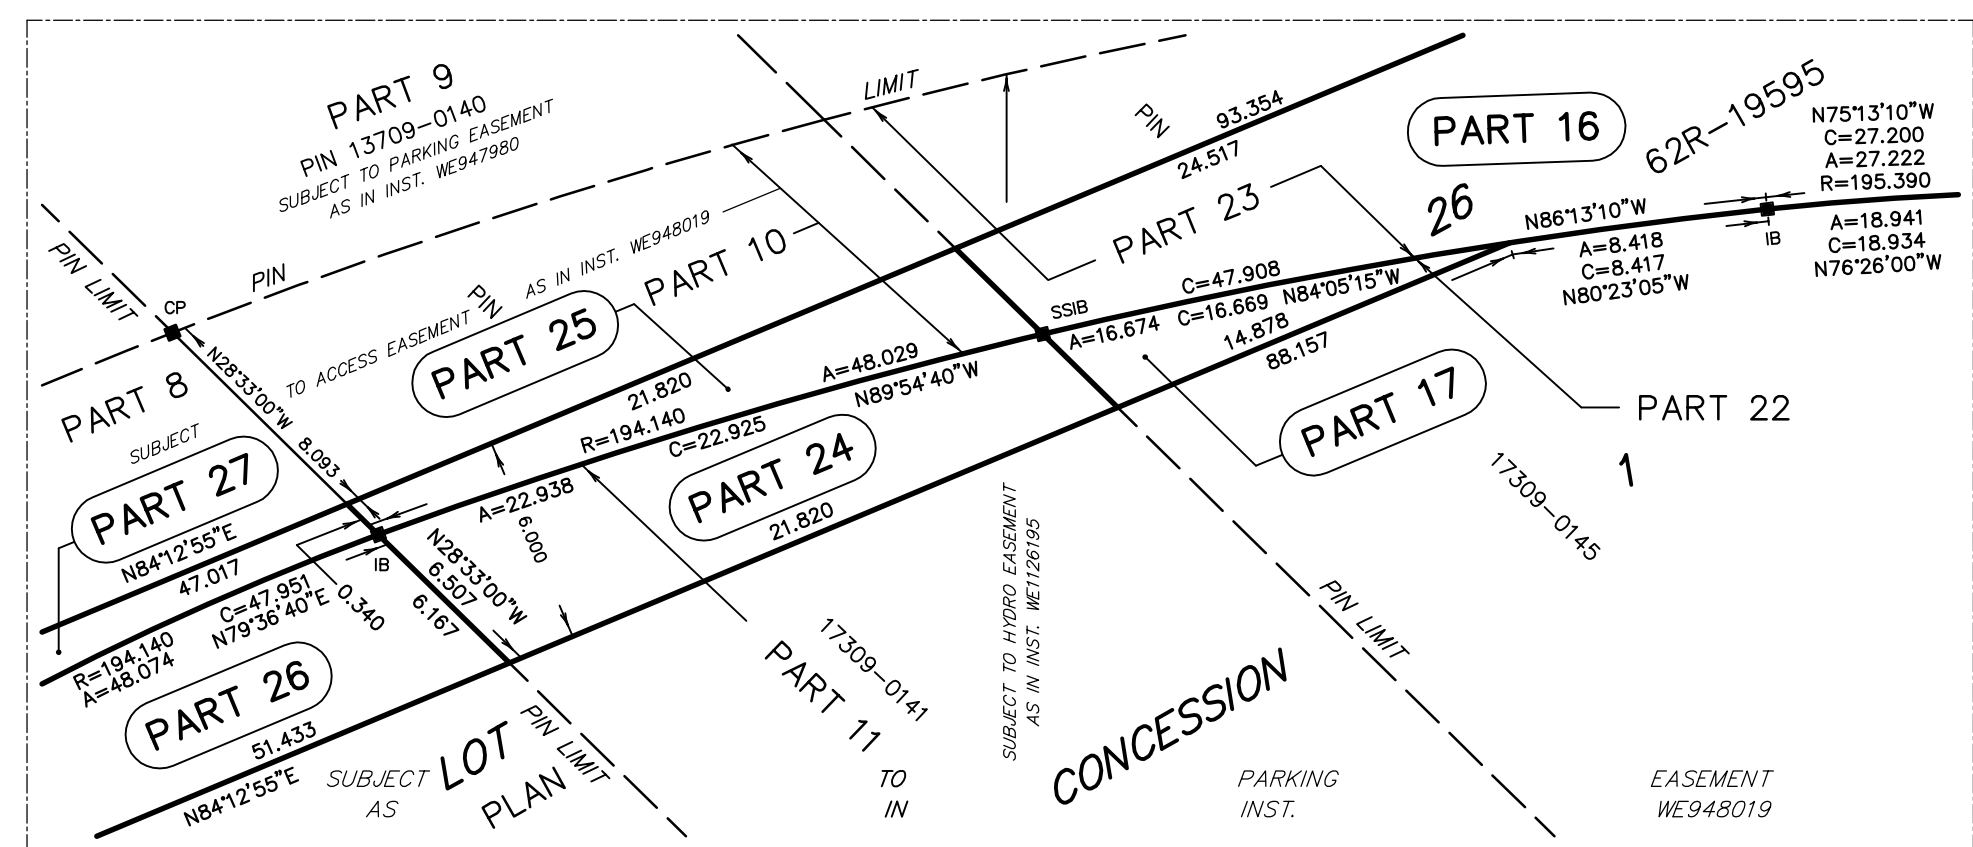 PART 9
PIN 13709-0140
SUBJECT TO PARKING EASEMENT
AS IN INST. WE947980
LIMIT
PIN
93.354
24.517
PART 16
62R-19595
N75°13'10"W
C=27.200
A=27.222
R=195.390
PIN LIMIT
CP
PIN
PIN
TO ACCESS EASEMENT
AS IN INST. WE948019
PART 10
PART 23
26
N86°13'10"W
A=8.418
C=8.417
N80°23'05"W
IB
A=18.941
C=18.934
N76°26'00"W
PART 8
N28°33'00"W
8.093
PART 25
21.820
A=48.029
R=194.140
N89°54'40"W
C=22.925
SSIB
C=47.908
N84°05'15"W
A=16.674
C=16.669
14.878
88.157
PART 17
PART 22
1
17309-0145
SUBJECT
PART 27
N84°12'55"E
47.017
C=47.951
N79°36'40"E
R=194.140
A=48.074
0.340
IB
A=22.938
6.000
N28°33'00"W
6.507
6.167
PART 24
21.820
PART 26
51.433
N84°12'55"E
PIN LIMIT
17309-0141
PART 11
SUBJECT TO HYDRO EASEMENT
AS IN INST. WE1126195
PIN LIMIT
LOT
CONCESSION
PLAN
SUBJECT TO PARKING EASEMENT
AS IN INST. WE948019